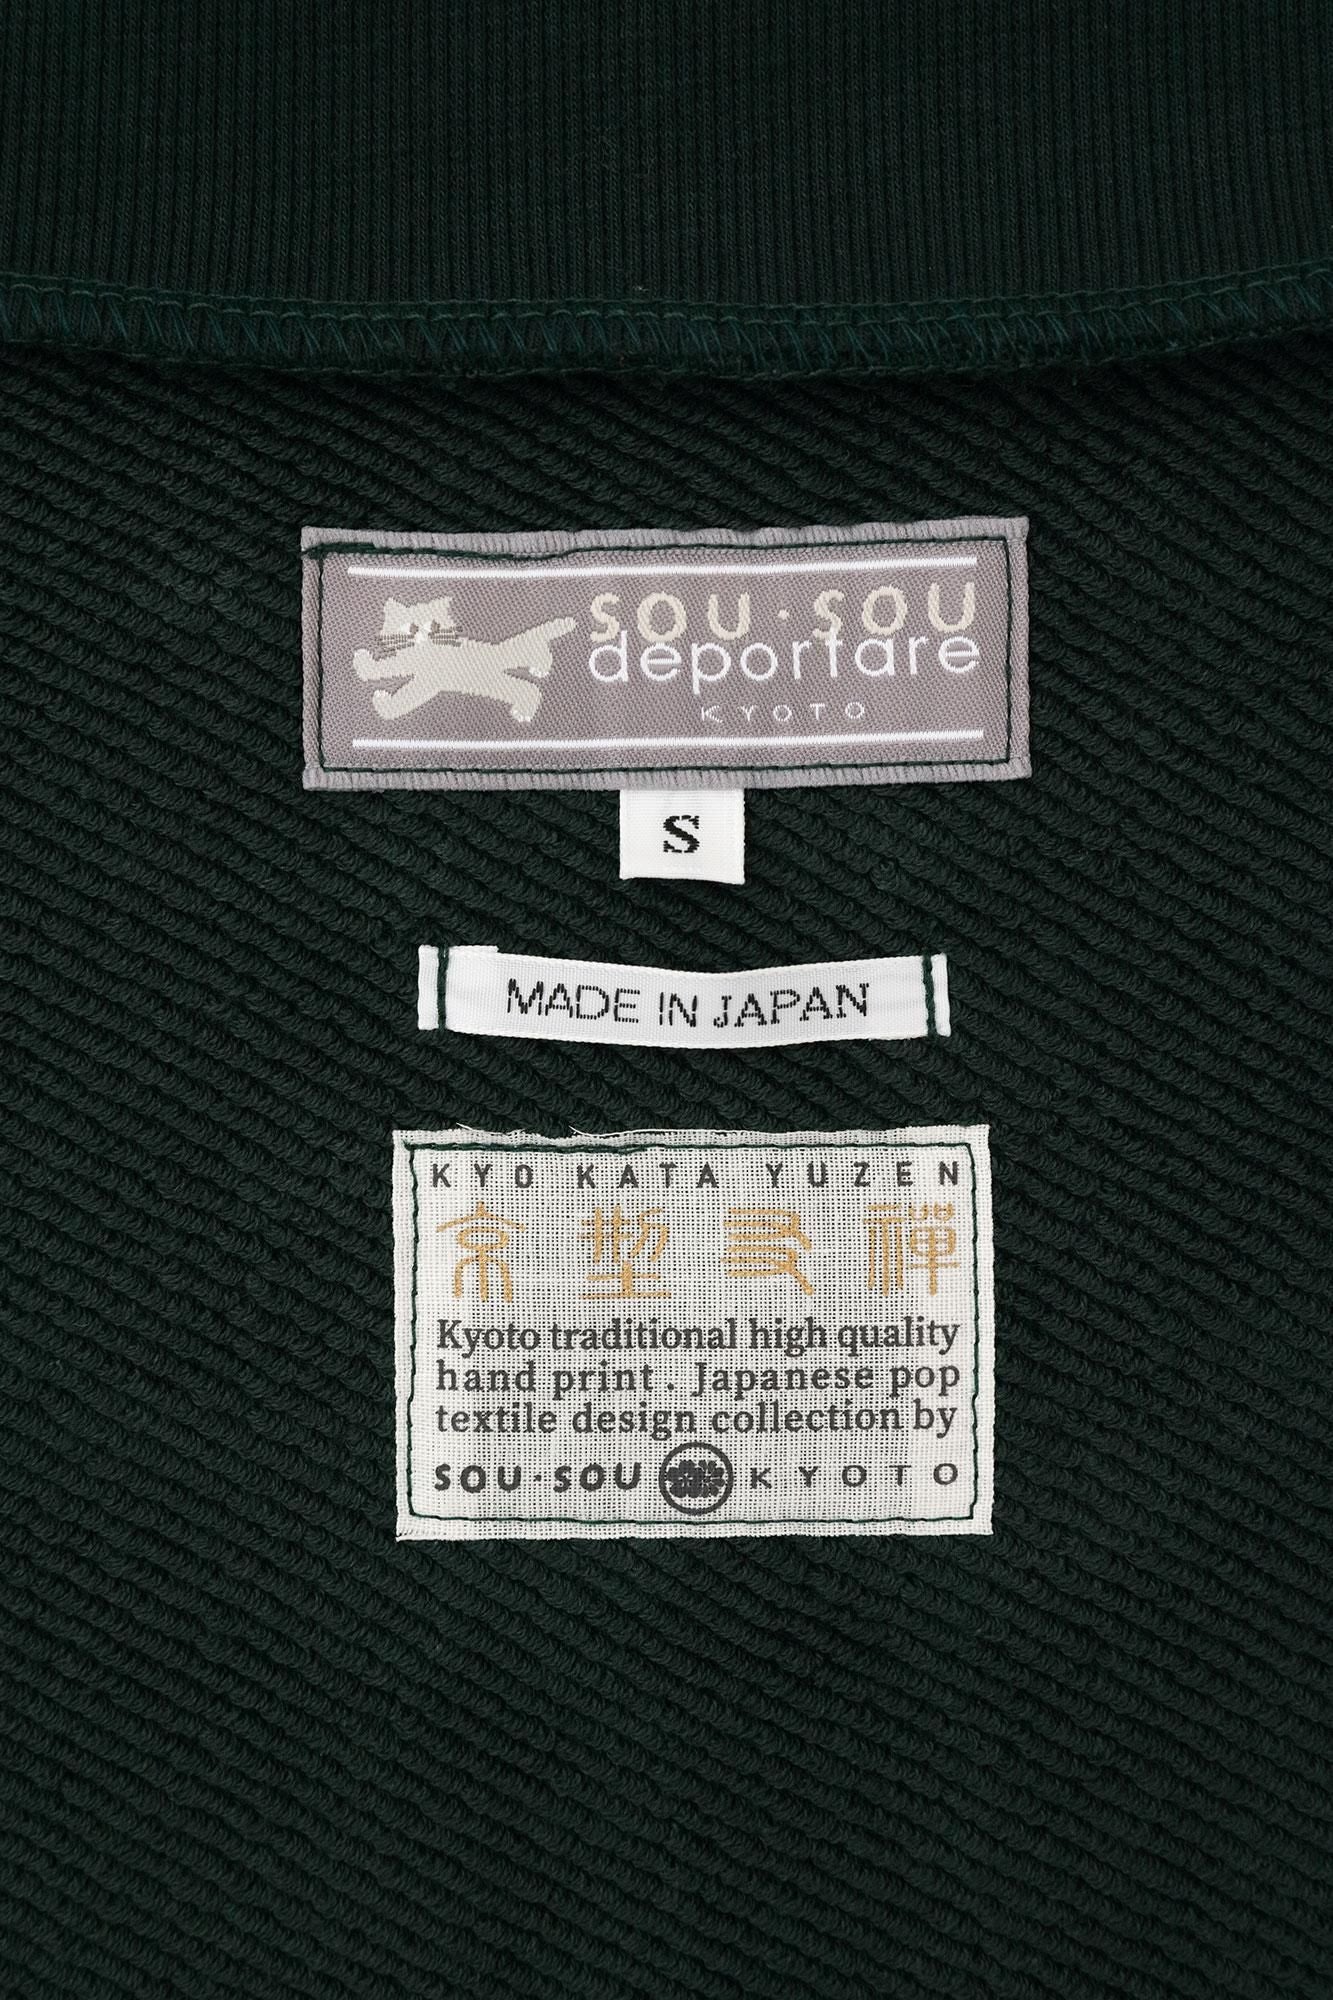 SOU・SOU
deportare
KYOTO
S
MADE IN JAPAN
KYO KATA YUZEN
京型友禅
Kyoto traditional high quality
hand print . Japanese pop
textile design collection by
SOU・SOU KYOTO